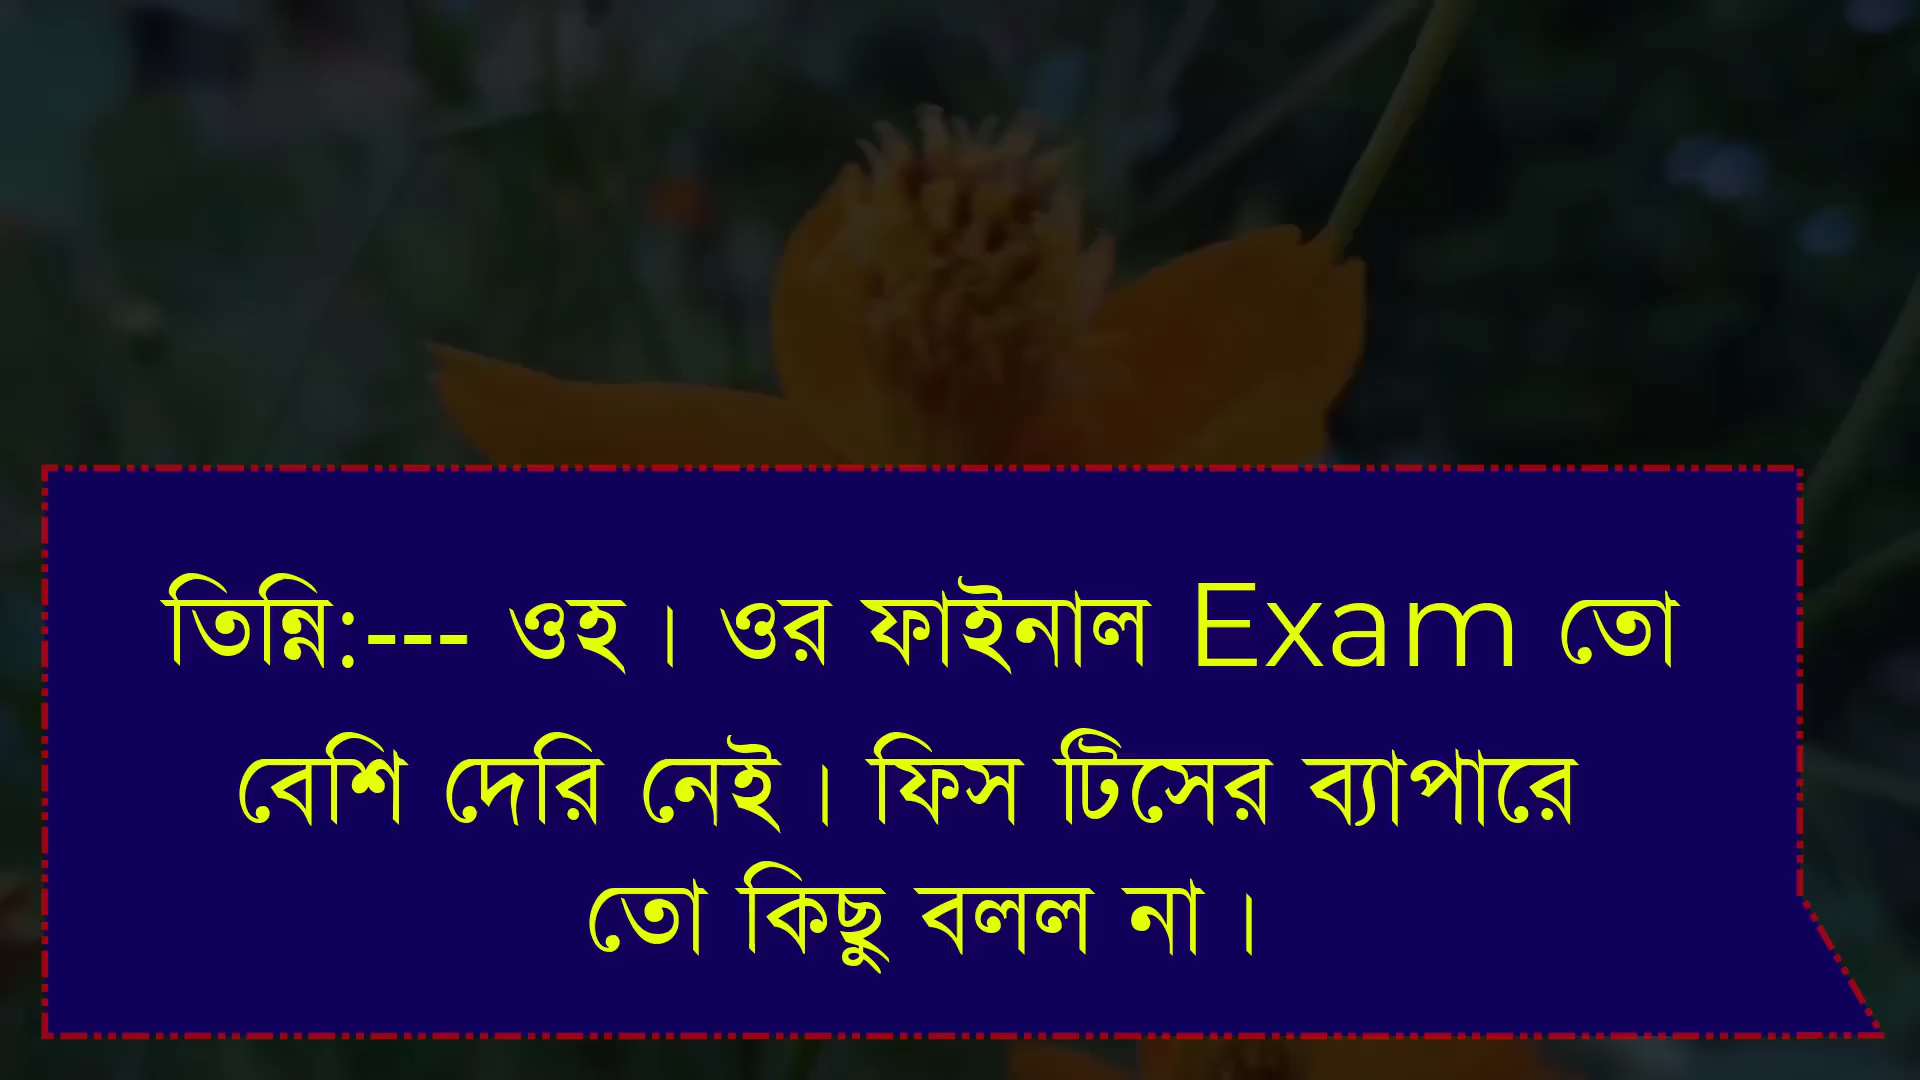 তিন্নি:--- ওহ। ওর ফাইনাল Exam তো
বেশি দেরি নেই। ফিস টিসের ব্যাপারে
তো কিছু বলল না।